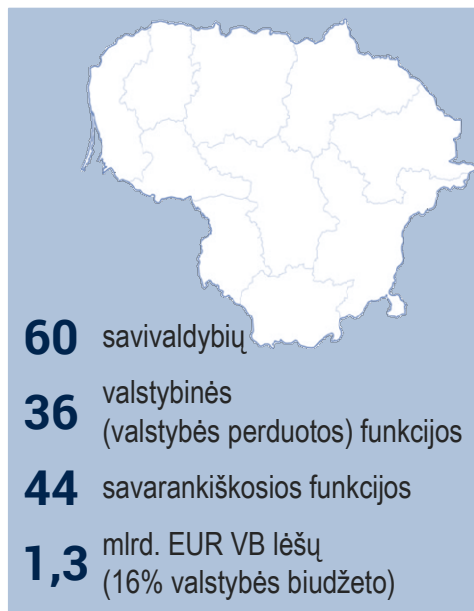 60 savivaldybių
36 valstybinės
(valstybės perduotos) funkcijos
44 savarankiškosios funkcijos
1,3 mlrd. EUR VB lėšų
(16% valstybės biudžeto)